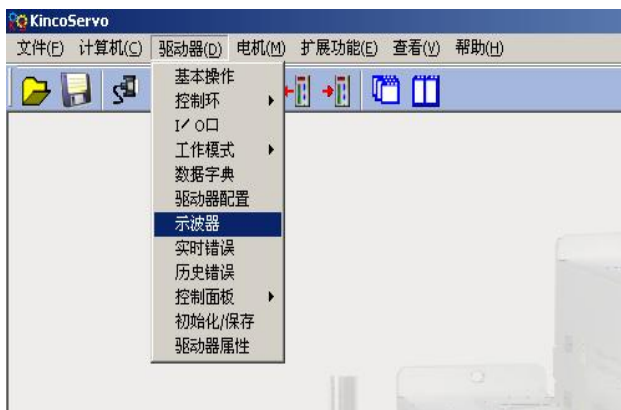 KincoServo
文件(F) 计算机(C) 驱动器(D) 电机(M) 扩展功能(E) 查看(V) 帮助(H)
基本操作
控制环
I/O口
工作模式
数据字典
驱动器配置
示波器
实时错误
历史错误
控制面板
初始化/保存
驱动器属性